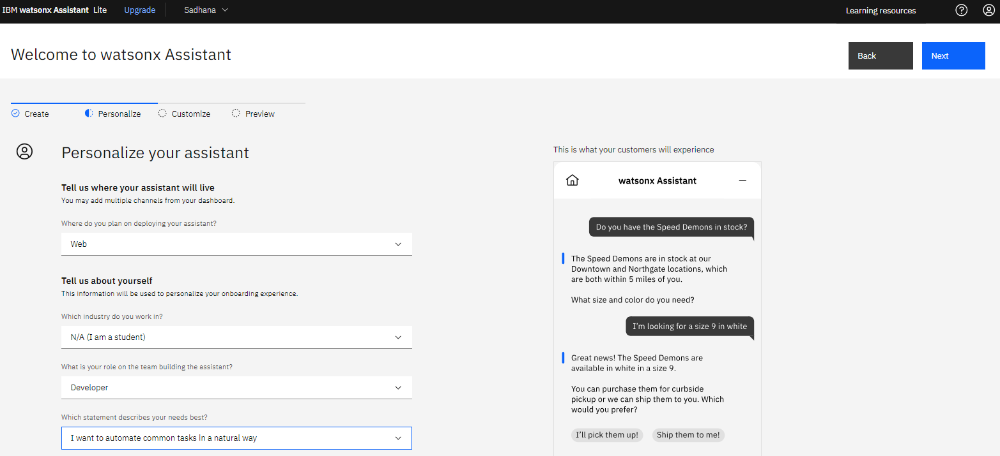 IBM watsonx Assistant Lite Upgrade Sadhana Learning resources
Welcome to watsonx Assistant
Back
Next
Create Personalize Customize Preview
Personalize your assistant
Tell us where your assistant will live
You may add multiple channels from your dashboard.
Where do you plan on deploying your assistant?
Web
Tell us about yourself
This information will be used to personalize your onboarding experience.
Which industry do you work in?
N/A (I am a student)
What is your role on the team building the assistant?
Developer
Which statement describes your needs best?
I want to automate common tasks in a natural way
This is what your customers will experience
watsonx Assistant
Do you have the Speed Demons in stock?
The Speed Demons are in stock at our
Downtown and Northgate locations, which
are both within 5 miles of you.
What size and color do you need?
I’m looking for a size 9 in white
Great news! The Speed Demons are
available in white in a size 9.
You can purchase them for curbside
pickup or we can ship them to you. Which
would you prefer?
I’ll pick them up! Ship them to me!